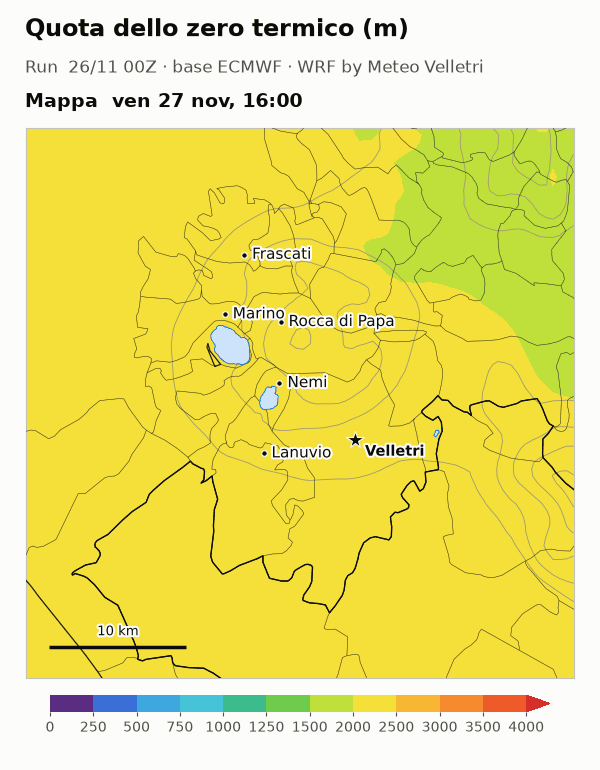 Quota dello zero termico (m)
Run  26/11 00Z · base ECMWF · WRF by Meteo Velletri
Mappa  ven 27 nov, 16:00
Frascati
Marino
Rocca di Papa
Nemi
Velletri
Lanuvio
10 km
0 250 500 750 1000 1250 1500 2000 2500 3000 3500 4000